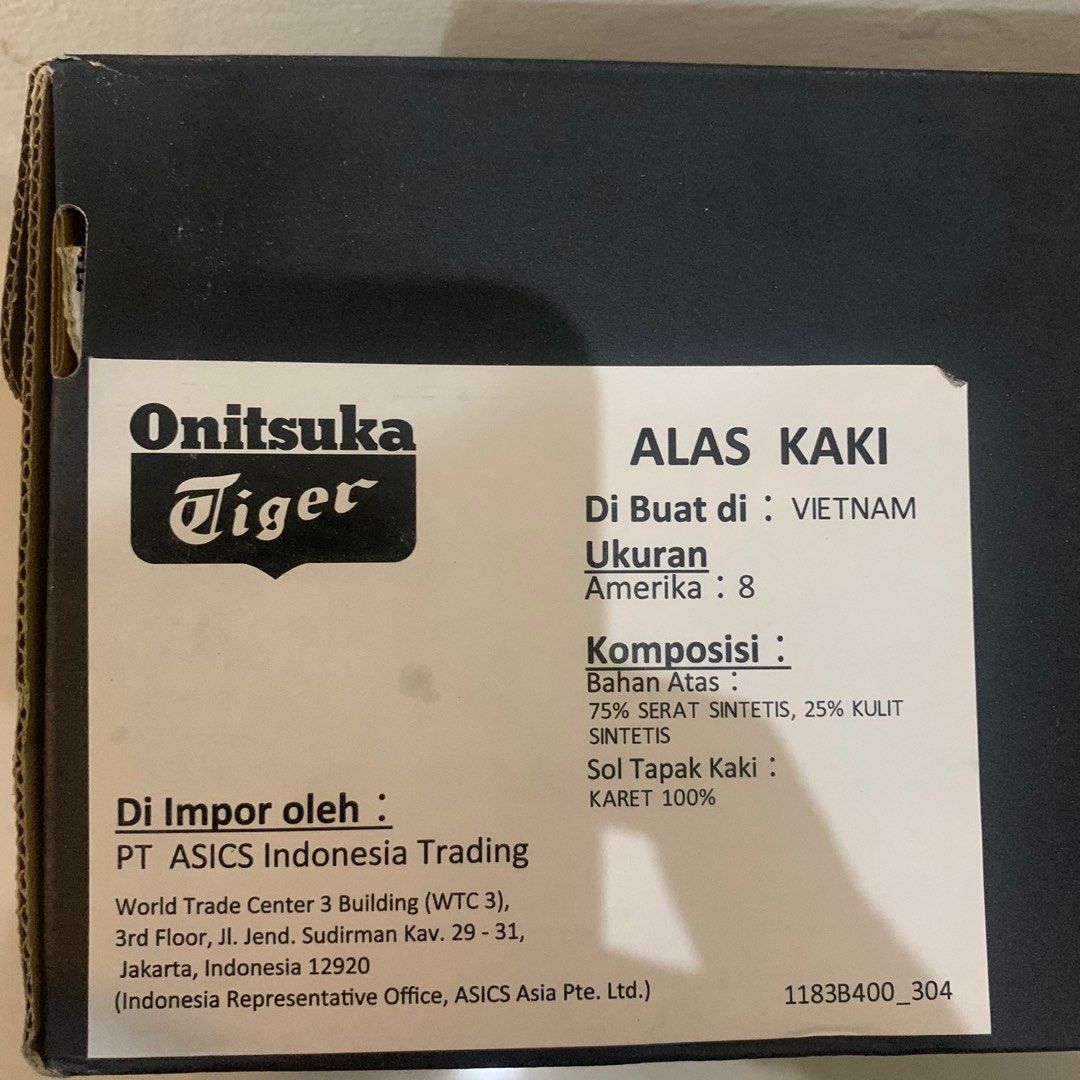 Onitsuka
Tiger
ALAS KAKI
Di Buat di : VIETNAM
Ukuran
Amerika : 8
Komposisi :
Bahan Atas :
75% SERAT SINTETIS, 25% KULIT
SINTETIS
Sol Tapak Kaki :
KARET 100%
Di Impor oleh :
PT ASICS Indonesia Trading
World Trade Center 3 Building (WTC 3),
3rd Floor, Jl. Jend. Sudirman Kav. 29 - 31,
Jakarta, Indonesia 12920
(Indonesia Representative Office, ASICS Asia Pte. Ltd.)
1183B400_304